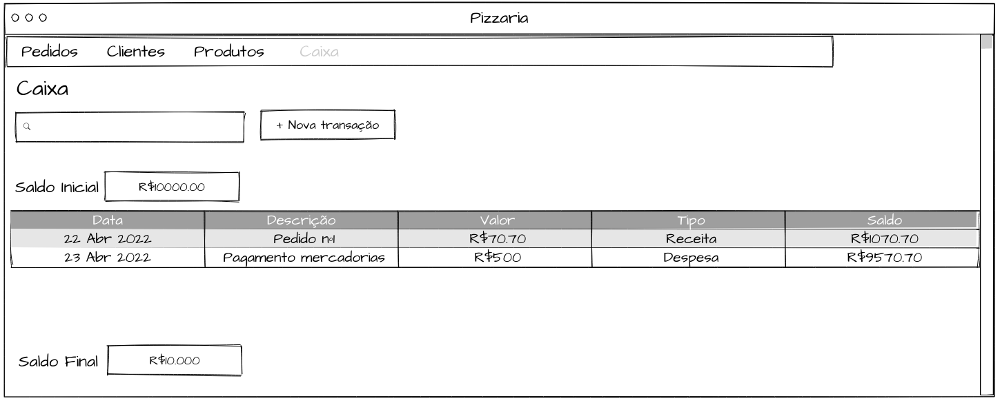 Pizzaria
Pedidos Clientes Produtos Caixa
Caixa
+ Nova transação
Saldo Inicial R$10000.00
Data Descrição Valor Tipo Saldo
22 Abr 2022 Pedido nº1 R$70.70 Receita R$1070.70
23 Abr 2022 Pagamento mercadorias R$500 Despesa R$9570.70
Saldo Final R$10.000